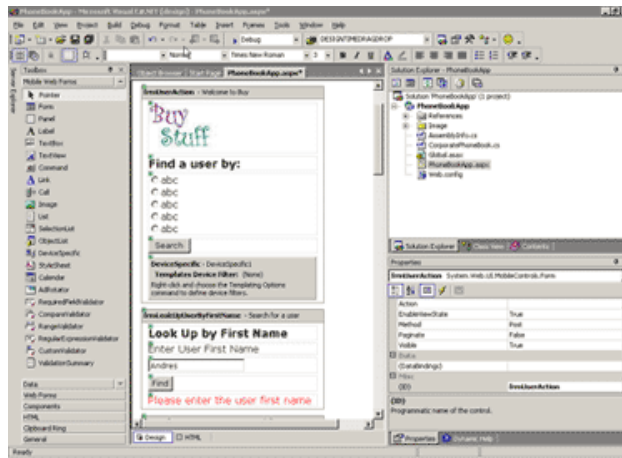 PhoneBookApp - Microsoft Visual C#.NET [design] - PhoneBookApp.aspx*
File Edit View Project Build Debug Format Table Insert Frames Tools Window Help
Debug DESIGNTIMEDRAGDROP
Normal Times New Roman 3 B I U A
Server Explorer
Toolbox
Mobile Web Forms
Pointer
Form
Panel
Label
TextBox
TextView
Command
Link
Call
Image
List
SelectionList
ObjectList
DeviceSpecific
StyleSheet
Calendar
AdRotator
RequiredFieldValidator
CompareValidator
RangeValidator
RegularExpressionValidator
CustomValidator
ValidationSummary
Data
Web Forms
Components
HTML
Clipboard Ring
General
Object Browser Start Page PhoneBookApp.aspx*
frmUserAction - Welcome to Buy
Buy
Stuff
Find a user by:
abc
abc
abc
abc
abc
Search
DeviceSpecific - DeviceSpecific1
Templates Device Filter: (None)
Right-click and choose the Templating Options
command to define device filters.
frmLookUpUserByFirstName - Search for a user
Look Up by First Name
Enter User First Name
Andres
Find
Please enter the user first name
Design HTML
Solution Explorer - PhoneBookApp
Solution 'PhoneBookApp' (1 project)
PhoneBookApp
References
Image
AssemblyInfo.cs
CorporatePhoneBook.cs
Global.asax
PhoneBookApp.aspx
Web.config
Solution Explorer Class View Contents
Properties
frmUserAction System.Web.UI.MobileControls.Form
Action
EnableViewState True
Method Post
Paginate False
Visible True
Data
(DataBindings)
Misc
(ID) frmUserAction
(ID)
Programmatic name of the control.
Properties Dynamic Help
Ready